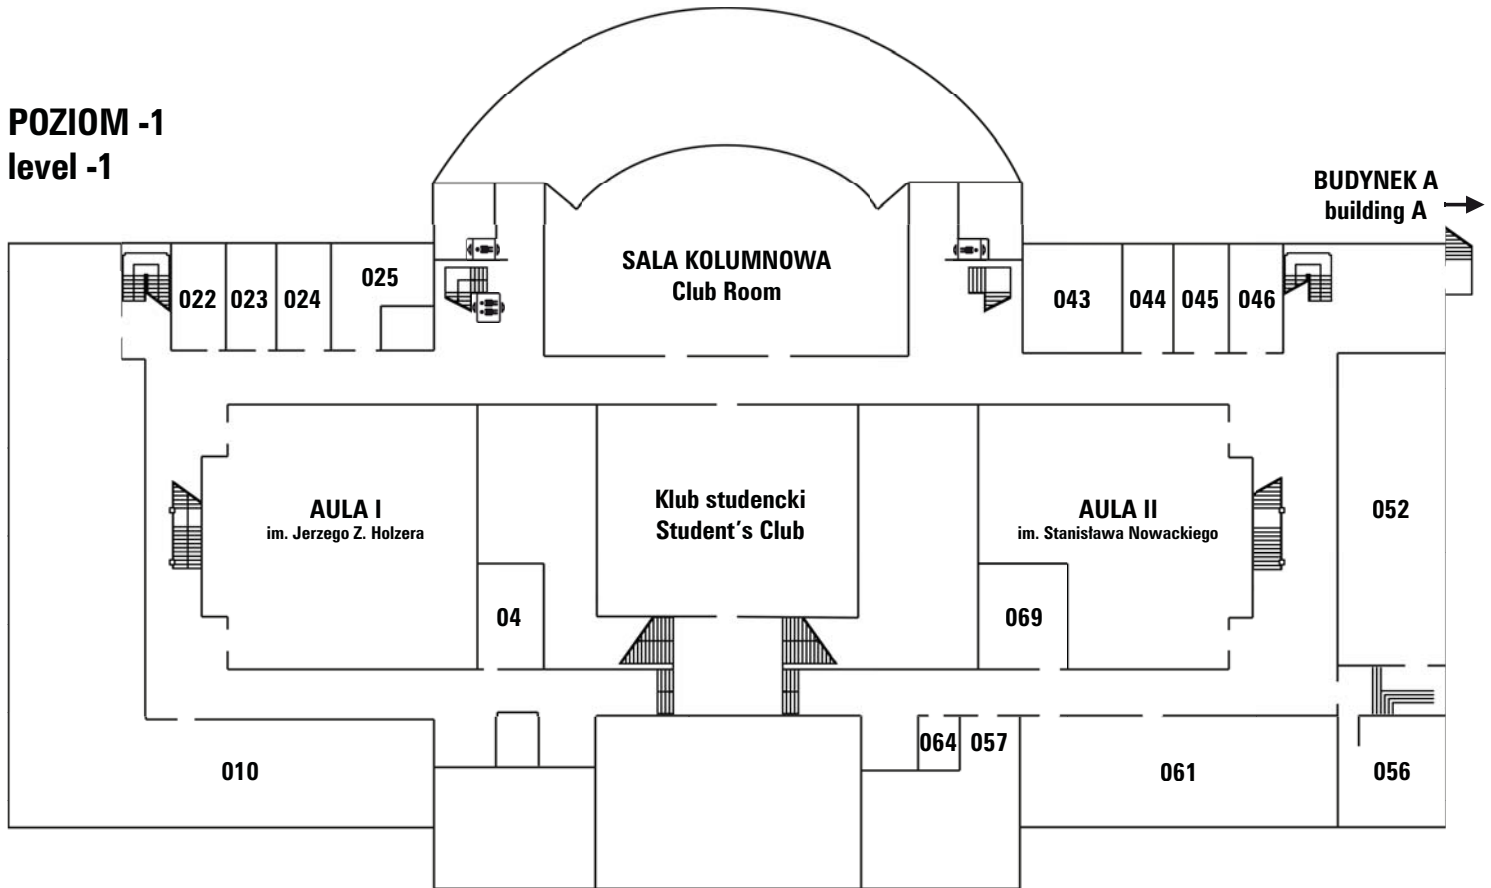 POZIOM -1
level -1
BUDYNEK A
building A
SALA KOLUMNOWA
Club Room
022
023
024
025
043
044
045
046
AULA I
im. Jerzego Z. Holzera
Klub studencki
Student's Club
AULA II
im. Stanisława Nowackiego
052
04
069
010
064
057
061
056